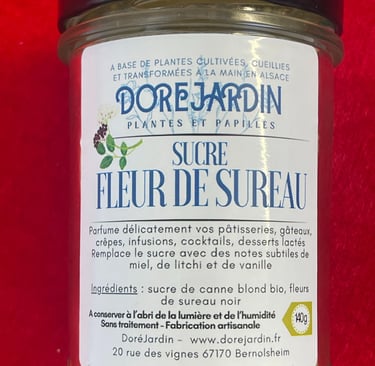 A BASE DE PLANTES CULTIVÉES, CUEILLIES
ET TRANSFORMÉES A LA MAIN EN ALSACE
DORÉJARDIN
PLANTES ET PAPILLES
SUCRE
FLEUR DE SUREAU
Parfume délicatement vos pâtisseries, gâteaux,
crêpes, infusions, cocktails, desserts lactés
Remplace le sucre avec des notes subtiles de
miel, de litchi et de vanille
Ingrédients : sucre de canne blond bio, fleurs
de sureau noir
A conserver à l'abri de la lumière et de l'humidité
Sans traitement - Fabrication artisanale
140g
DoréJardin - www.dorejardin.fr
20 rue des vignes 67170 Bernolsheim